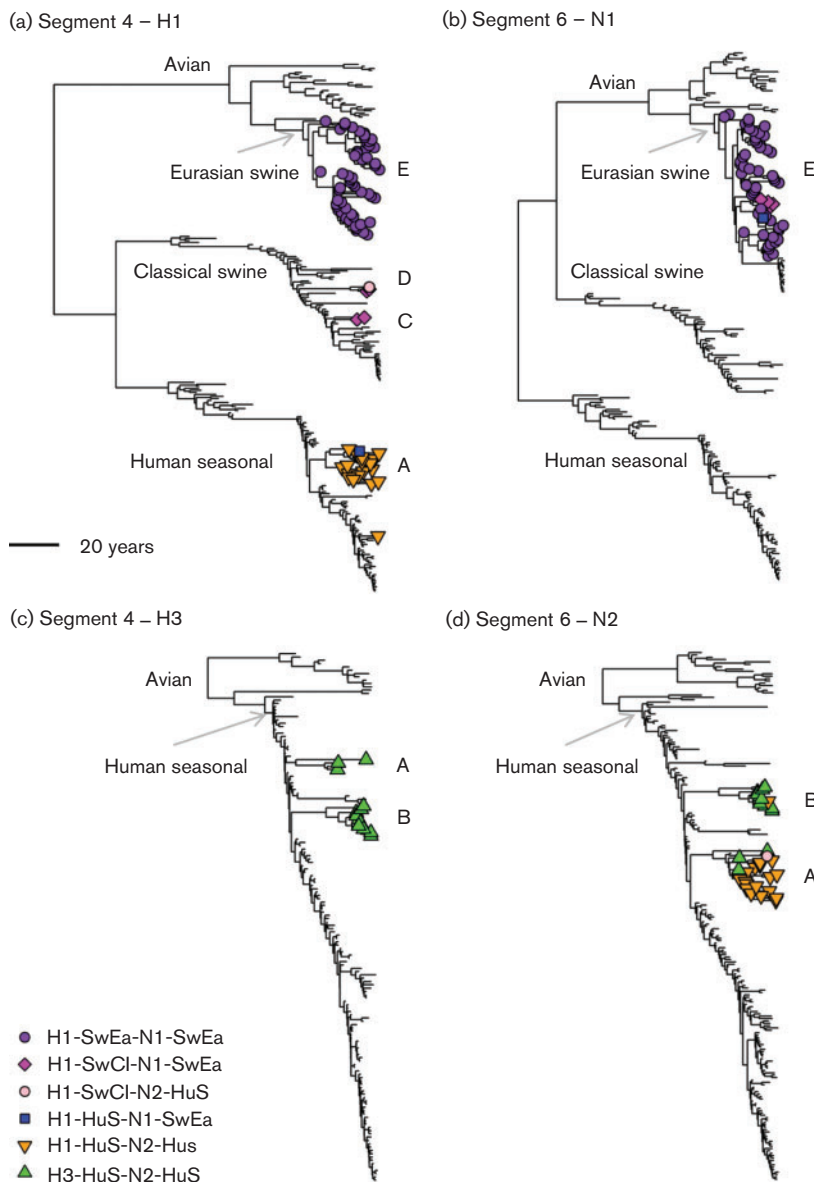 (a) Segment 4 – H1
Avian
Eurasian swine
E
Classical swine
D
C
Human seasonal
A
20 years
(b) Segment 6 – N1
Avian
Eurasian swine
E
Classical swine
Human seasonal
(c) Segment 4 – H3
Avian
Human seasonal
A
B
(d) Segment 6 – N2
Avian
Human seasonal
B
A
H1-SwEa-N1-SwEa
H1-SwCl-N1-SwEa
H1-SwCl-N2-HuS
H1-HuS-N1-SwEa
H1-HuS-N2-Hus
H3-HuS-N2-HuS